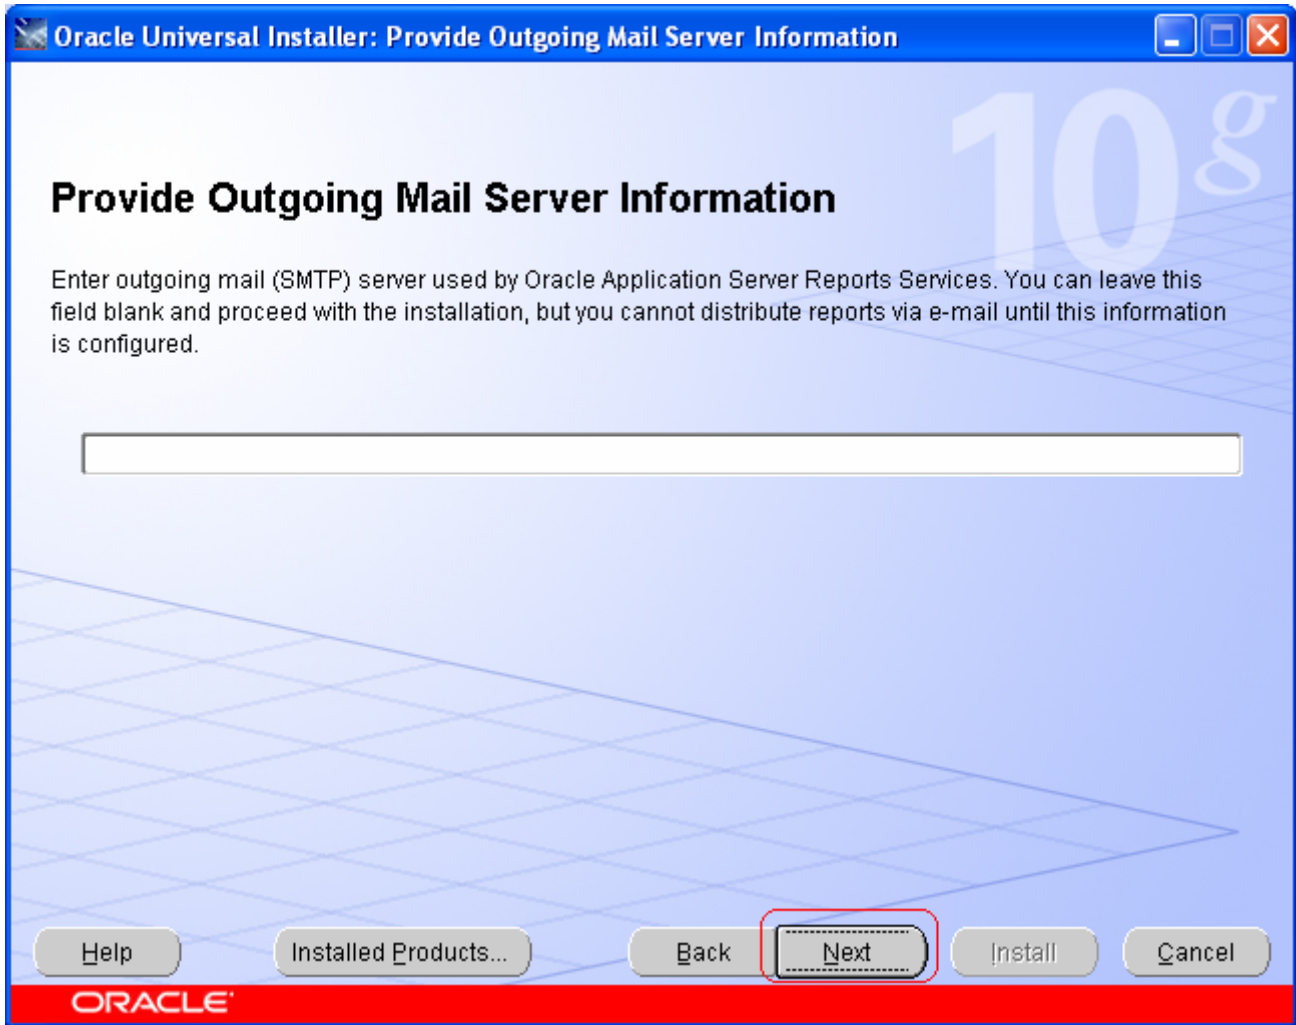 Oracle Universal Installer: Provide Outgoing Mail Server Information
10g
Provide Outgoing Mail Server Information
Enter outgoing mail (SMTP) server used by Oracle Application Server Reports Services. You can leave this
field blank and proceed with the installation, but you cannot distribute reports via e-mail until this information
is configured.
Help Installed Products... Back Next Install Cancel
ORACLE